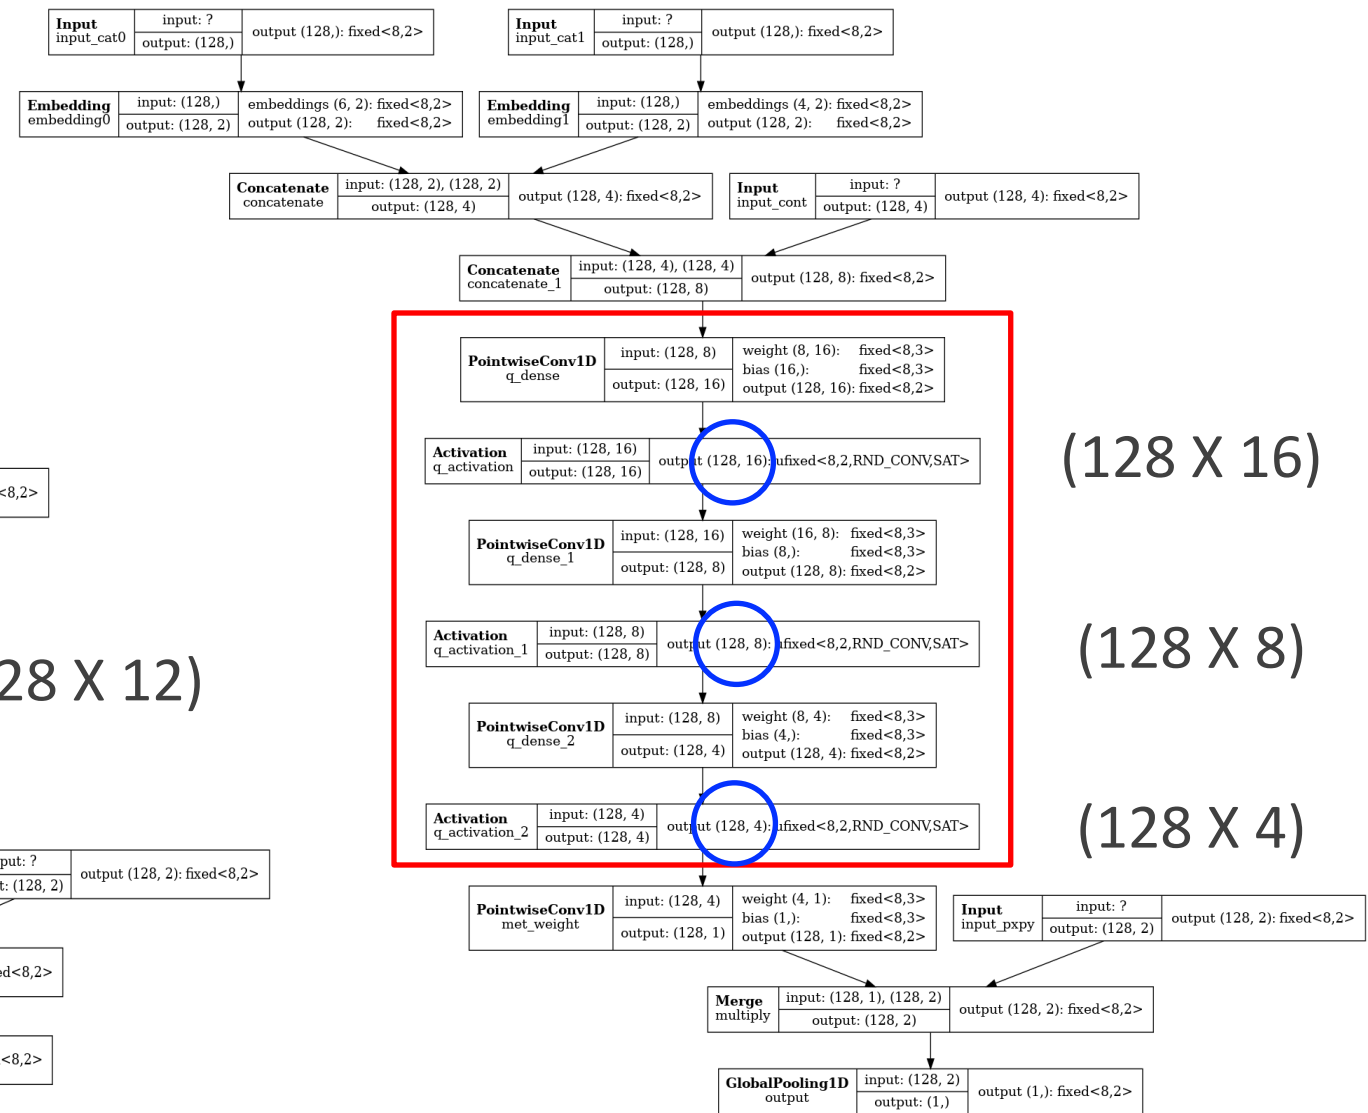 Input
input_cat0
input: ?
output: (128,)
output (128,): fixed<8,2>
Input
input_cat1
input: ?
output: (128,)
output (128,): fixed<8,2>
Embedding
embedding0
input: (128,)
output: (128, 2)
embeddings (6, 2): fixed<8,2>
output (128, 2): fixed<8,2>
Embedding
embedding1
input: (128,)
output: (128, 2)
embeddings (4, 2): fixed<8,2>
output (128, 2): fixed<8,2>
Concatenate
concatenate
input: (128, 2), (128, 2)
output: (128, 4)
output (128, 4): fixed<8,2>
Input
input_cont
input: ?
output: (128, 4)
output (128, 4): fixed<8,2>
Concatenate
concatenate_1
input: (128, 4), (128, 4)
output: (128, 8)
output (128, 8): fixed<8,2>
PointwiseConv1D
q_dense
input: (128, 8)
output: (128, 16)
weight (8, 16): fixed<8,3>
bias (16,): fixed<8,3>
output (128, 16): fixed<8,2>
Activation
q_activation
input: (128, 16)
output: (128, 16)
output (128, 16): ufixed<8,2,RND_CONV,SAT>
(128 X 16)
<8,2>
PointwiseConv1D
q_dense_1
input: (128, 16)
output: (128, 8)
weight (16, 8): fixed<8,3>
bias (8,): fixed<8,3>
output (128, 8): fixed<8,2>
Activation
q_activation_1
input: (128, 8)
output: (128, 8)
output (128, 8): ufixed<8,2,RND_CONV,SAT>
(128 X 8)
28 X 12)
PointwiseConv1D
q_dense_2
input: (128, 8)
output: (128, 4)
weight (8, 4): fixed<8,3>
bias (4,): fixed<8,3>
output (128, 4): fixed<8,2>
Activation
q_activation_2
input: (128, 4)
output: (128, 4)
output (128, 4): ufixed<8,2,RND_CONV,SAT>
(128 X 4)
put: ?
t: (128, 2)
output (128, 2): fixed<8,2>
PointwiseConv1D
met_weight
input: (128, 4)
output: (128, 1)
weight (4, 1): fixed<8,3>
bias (1,): fixed<8,3>
output (128, 1): fixed<8,2>
Input
input_pxpy
input: ?
output: (128, 2)
output (128, 2): fixed<8,2>
ed<8,2>
Merge
multiply
input: (128, 1), (128, 2)
output: (128, 2)
output (128, 2): fixed<8,2>
<8,2>
GlobalPooling1D
output
input: (128, 2)
output: (1,)
output (1,): fixed<8,2>